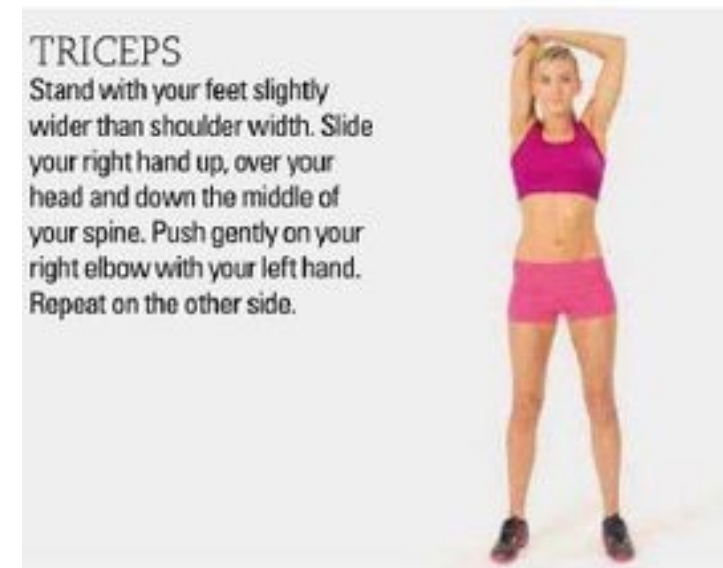 TRICEPS
Stand with your feet slightly
wider than shoulder width. Slide
your right hand up, over your
head and down the middle of
your spine. Push gently on your
right elbow with your left hand.
Repeat on the other side.